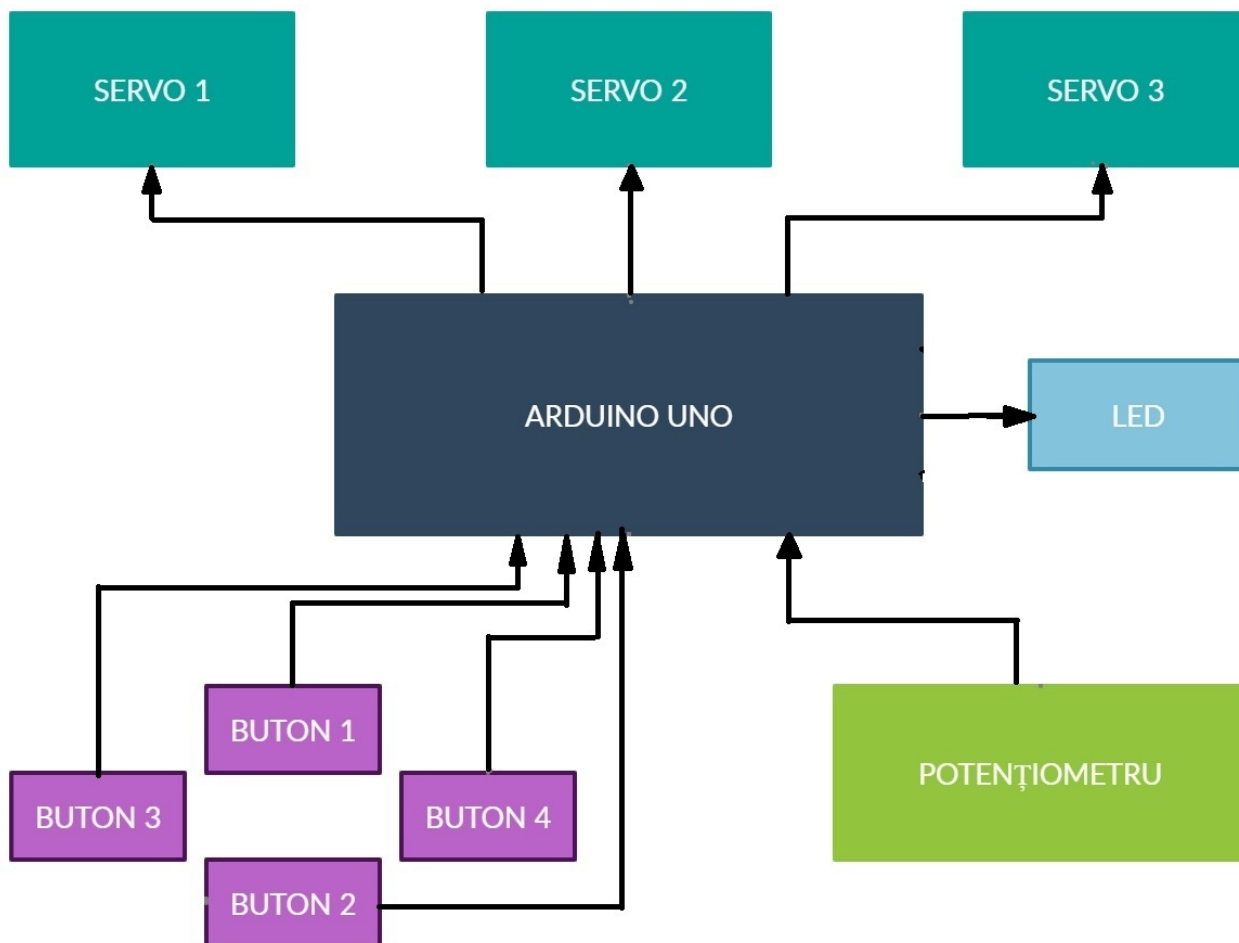 SERVO 1
SERVO 2
SERVO 3
ARDUINO UNO
LED
BUTON 1
BUTON 3
BUTON 4
POTENȚIOMETRU
BUTON 2